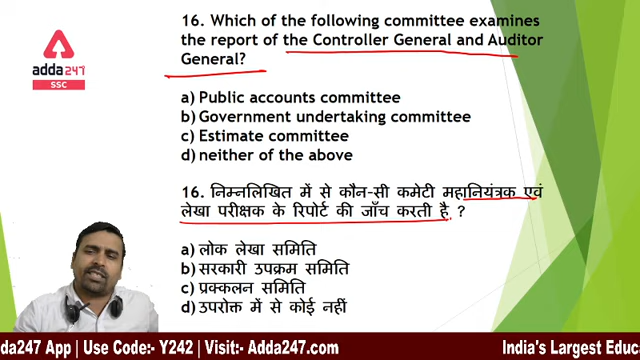 16. Which of the following committee examines
the report of the Controller General and Auditor
General?
adda247
SSC
a) Public accounts committee
b) Government undertaking committee
c) Estimate committee
d) neither of the above
16. निम्नलिखित में से कौन-सी कमेटी महानियंत्रक एवं
लेखा परीक्षक के रिपोर्ट की जाँच करती है ?
a) लोक लेखा समिति
b) सरकारी उपक्रम समिति
c) प्रक्कलन समिति
d) उपरोक्त में से कोई नहीं
da247 App | Use Code:- Y242 | Visit:- Adda247.com
India's Largest Educ